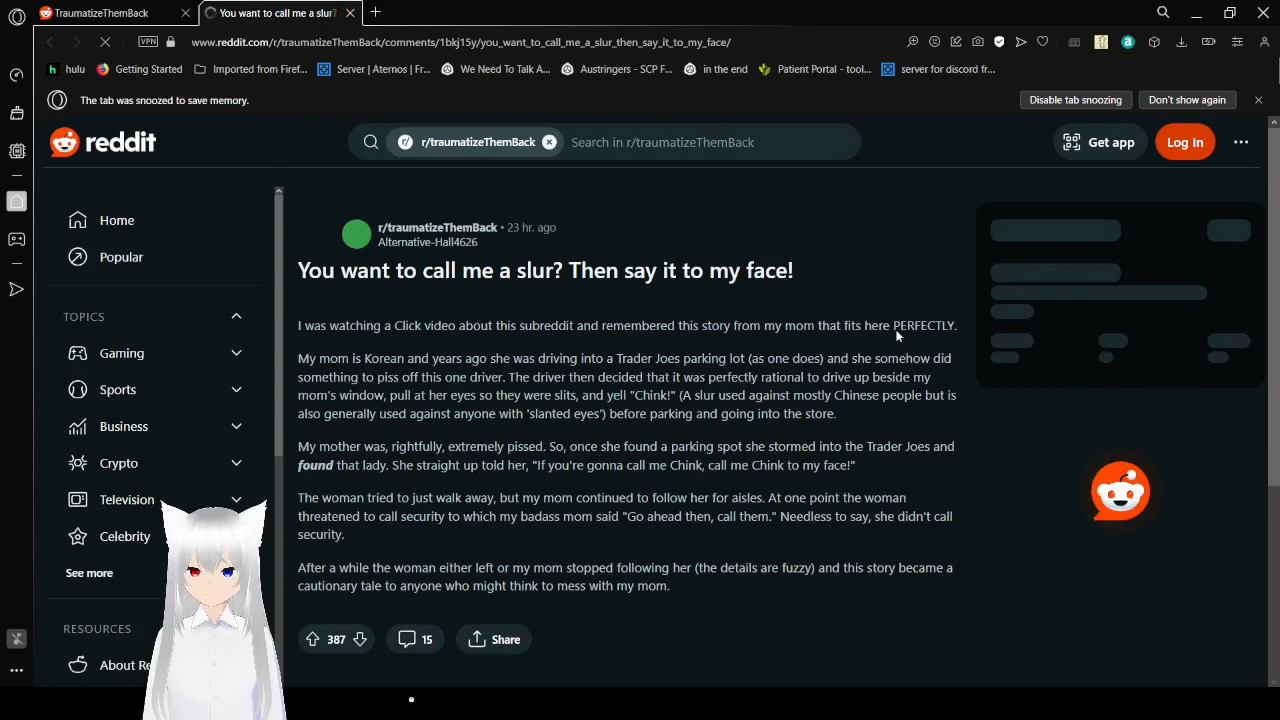 TraumatizeThemBack
You want to call me a slur?
VPN
www.reddit.com/r/traumatizeThemBack/comments/1bkj15y/you_want_to_call_me_a_slur_then_say_it_to_my_face/
hulu
Getting Started
Imported from Firef...
Server | Aternos | Fr...
We Need To Talk A...
Austringers - SCP F...
in the end
Patient Portal - tool...
server for discord fr...
The tab was snoozed to save memory.
Disable tab snoozing
Don't show again
reddit
r/
r/traumatizeThemBack
Search in r/traumatizeThemBack
Get app
Log In
Home
Popular
TOPICS
Gaming
Sports
Business
Crypto
Television
Celebrity
See more
RESOURCES
About Re
r/traumatizeThemBack • 23 hr. ago
Alternative-Hall4626
You want to call me a slur? Then say it to my face!
I was watching a Click video about this subreddit and remembered this story from my mom that fits here PERFECTLY.
My mom is Korean and years ago she was driving into a Trader Joes parking lot (as one does) and she somehow did
something to piss off this one driver. The driver then decided that it was perfectly rational to drive up beside my
mom's window, pull at her eyes so they were slits, and yell "Chink!" (A slur used against mostly Chinese people but is
also generally used against anyone with 'slanted eyes') before parking and going into the store.
My mother was, rightfully, extremely pissed. So, once she found a parking spot she stormed into the Trader Joes and
found that lady. She straight up told her, "If you're gonna call me Chink, call me Chink to my face!"
The woman tried to just walk away, but my mom continued to follow her for aisles. At one point the woman
threatened to call security to which my badass mom said "Go ahead then, call them." Needless to say, she didn't call
security.
After a while the woman either left or my mom stopped following her (the details are fuzzy) and this story became a
cautionary tale to anyone who might think to mess with my mom.
387
15
Share